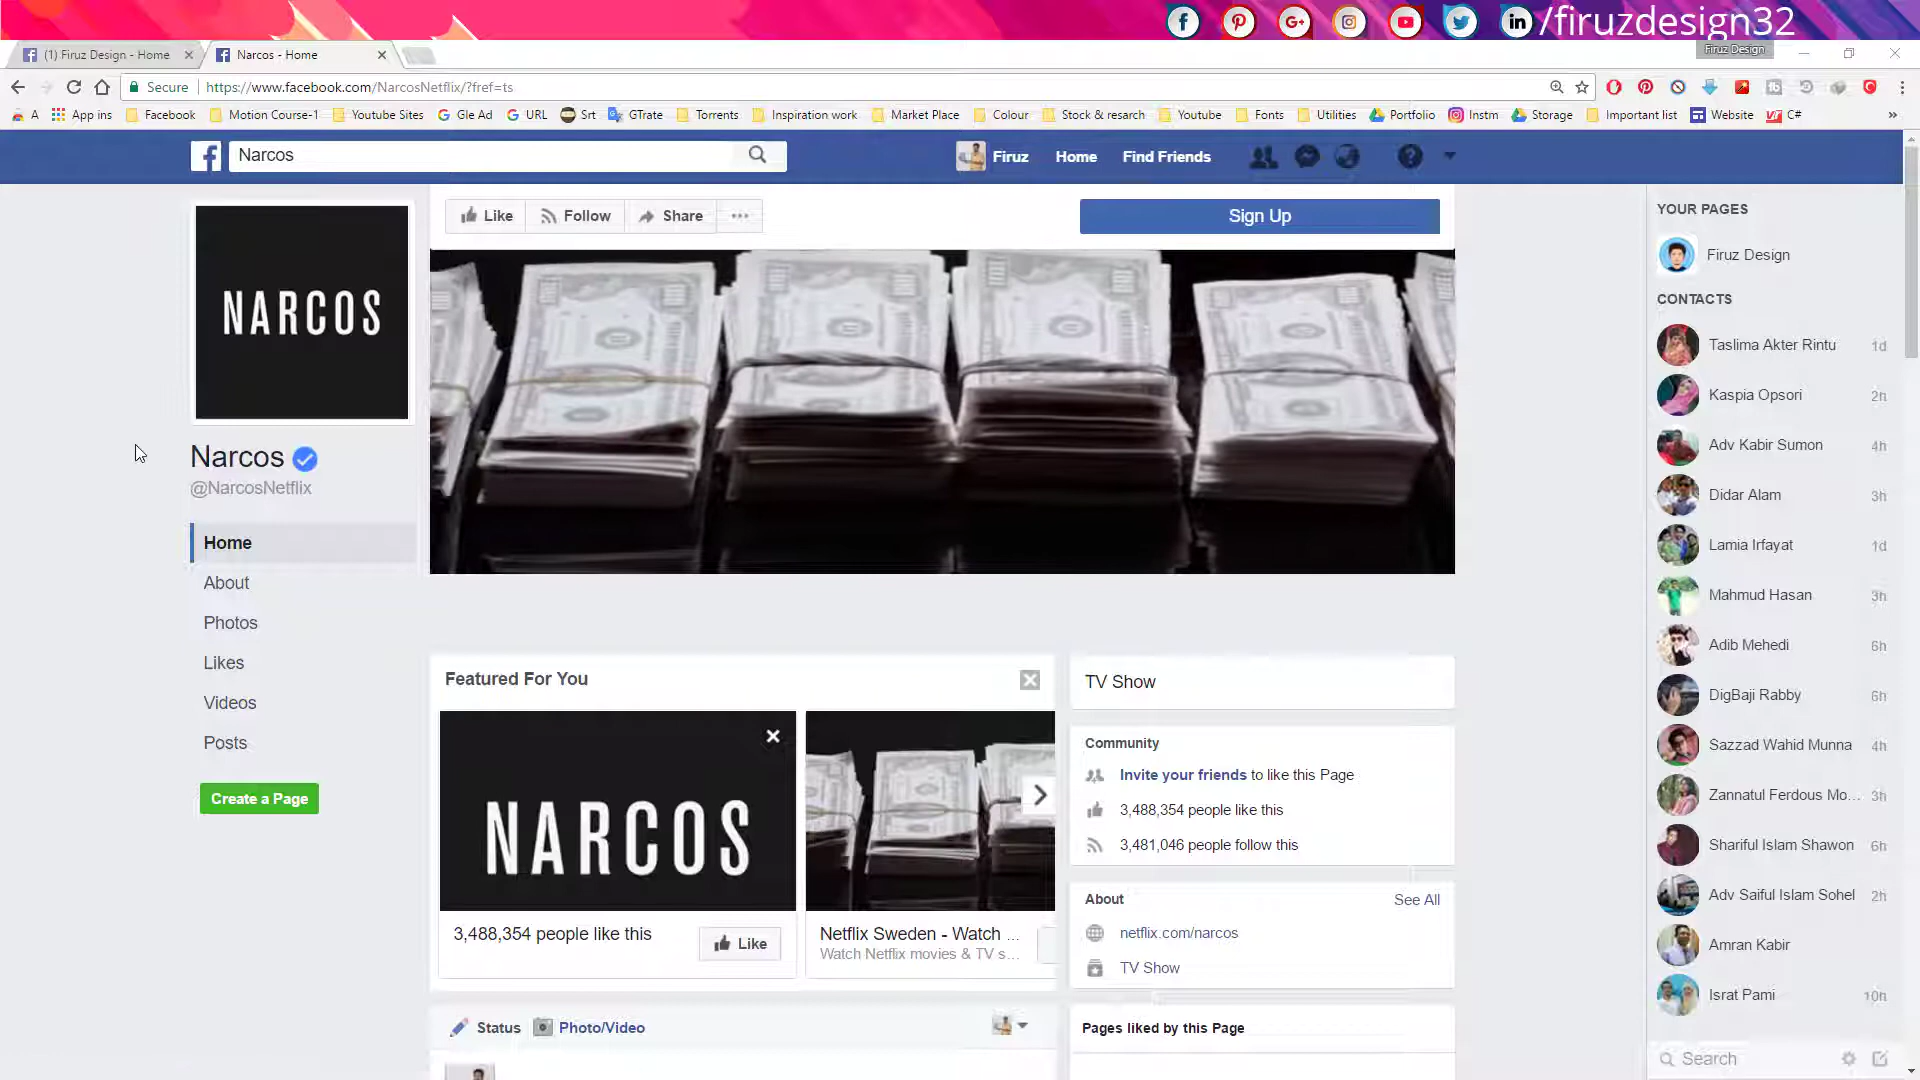 /firuzdesign32
Firuz Design
(1) Firuz Design - Home
Narcos - Home
Secure
https://www.facebook.com/NarcosNetflix/?fref=ts
A
App ins
Facebook
Motion Course-1
Youtube Sites
Gle Ad
URL
Srt
GTrate
Torrents
Inspiration work
Market Place
Colour
Stock & resarch
Youtube
Fonts
Utilities
Portfolio
Instm
Storage
Important list
Website
C#
Narcos
Firuz
Home
Find Friends
NARCOS
Like
Follow
Share
Sign Up
Narcos
@NarcosNetflix
Home
About
Photos
Likes
Videos
Posts
Create a Page
Featured For You
NARCOS
3,488,354 people like this
Like
Netflix Sweden - Watch ...
Watch Netflix movies & TV s...
Status
Photo/Video
TV Show
Community
Invite your friends to like this Page
3,488,354 people like this
3,481,046 people follow this
About
See All
netflix.com/narcos
TV Show
Pages liked by this Page
YOUR PAGES
Firuz Design
CONTACTS
Taslima Akter Rintu 1d
Kaspia Opsori 2h
Adv Kabir Sumon 4h
Didar Alam 3h
Lamia Irfayat 1d
Mahmud Hasan 3h
Adib Mehedi 6h
DigBaji Rabby 6h
Sazzad Wahid Munna 4h
Zannatul Ferdous Mo... 3h
Shariful Islam Shawon 6h
Adv Saiful Islam Sohel 2h
Amran Kabir
Israt Pami 10h
Search